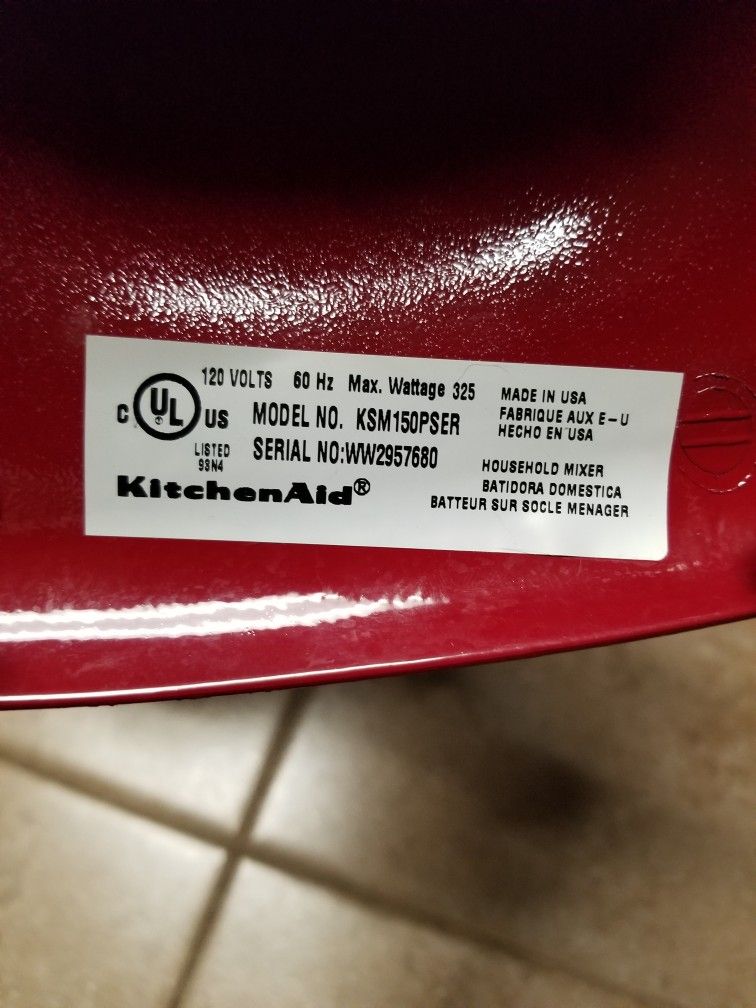 120 VOLTS 60 Hz Max. Wattage 325
C UL US
MODEL NO. KSM150PSER
LISTED
93N4
SERIAL NO:WW2957680
KitchenAid®
MADE IN USA
FABRIQUE AUX E-U
HECHO EN USA
HOUSEHOLD MIXER
BATIDORA DOMESTICA
BATTEUR SUR SOCLE MENAGER